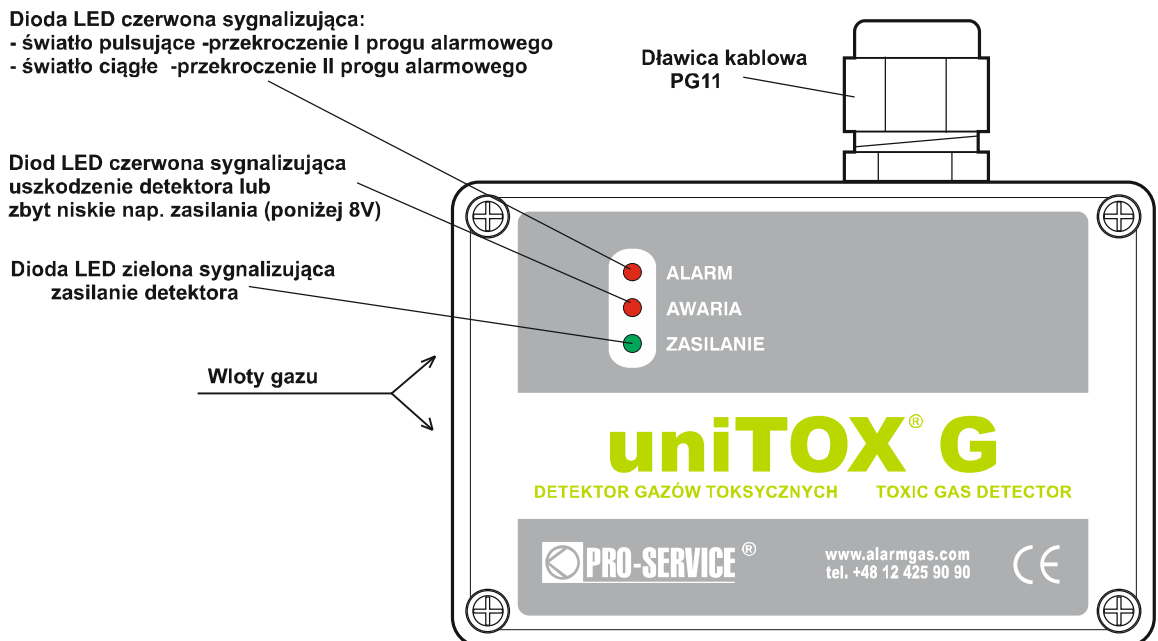 Dioda LED czerwona sygnalizująca:
- światło pulsujące -przekroczenie I progu alarmowego
- światło ciągłe -przekroczenie II progu alarmowego
Dławica kablowa
PG11
Diod LED czerwona sygnalizująca
uszkodzenie detektora lub
zbyt niskie nap. zasilania (poniżej 8V)
Dioda LED zielona sygnalizująca
zasilanie detektora
Wloty gazu
ALARM
AWARIA
ZASILANIE
uniTOX® G
DETEKTOR GAZÓW TOKSYCZNYCH TOXIC GAS DETECTOR
PRO-SERVICE ®
www.alarmgas.com
tel. +48 12 425 90 90
CE